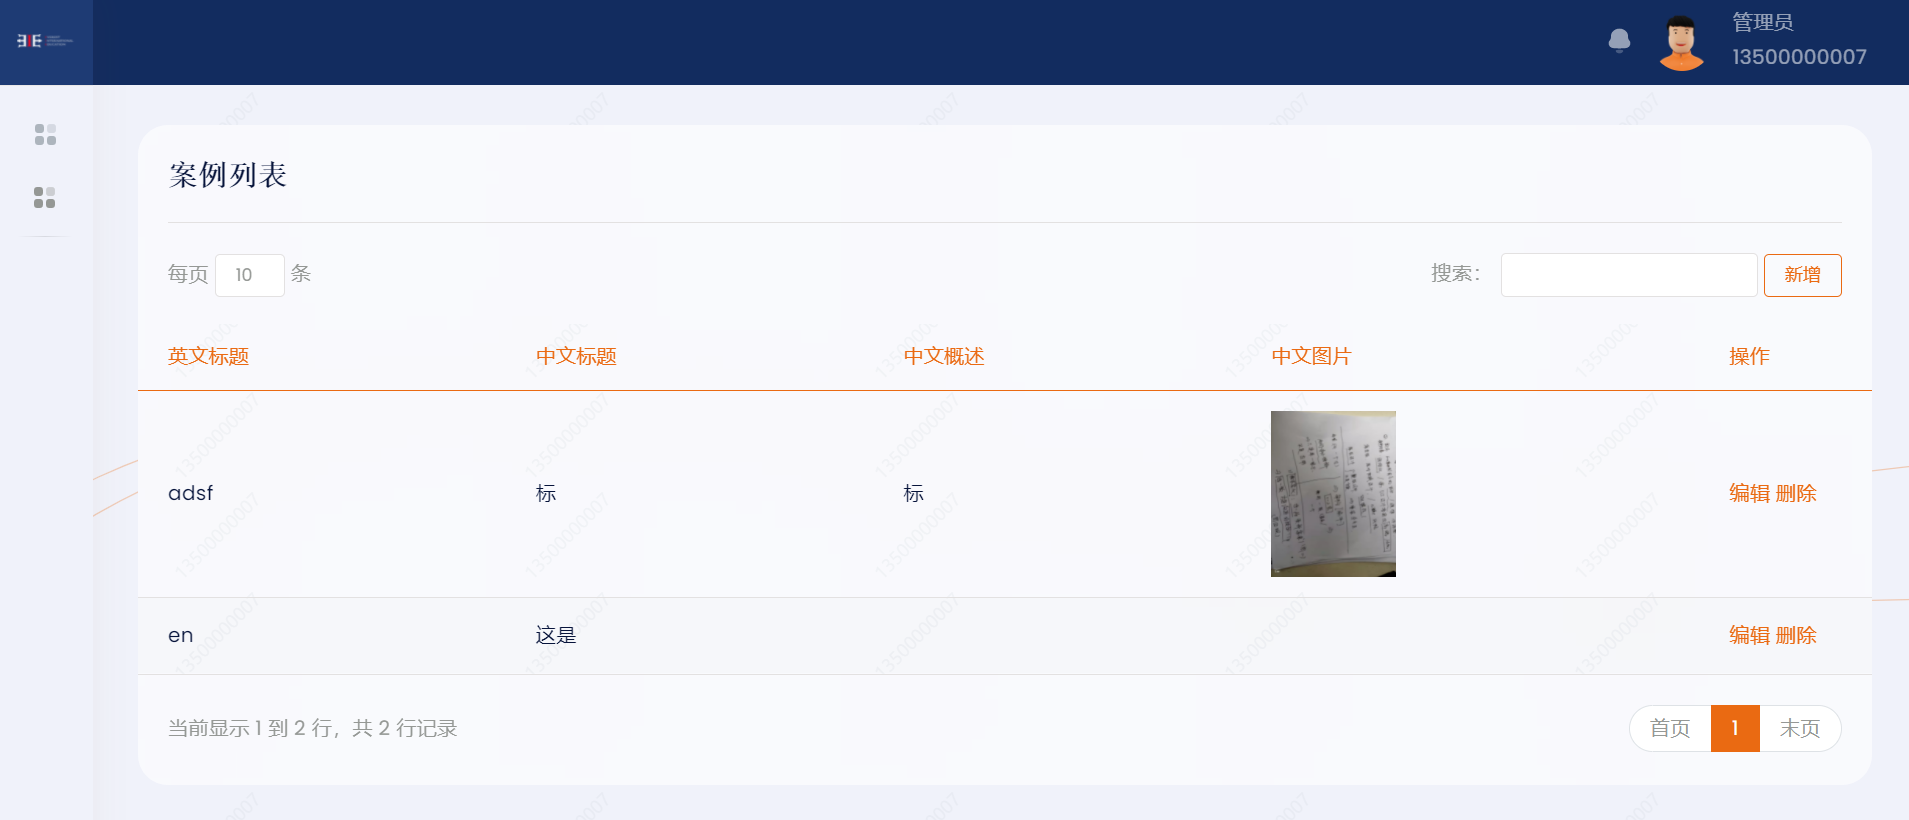 管理员
13500000007
案例列表
每页 10 条
搜索： 新增
英文标题 中文标题 中文概述 中文图片 操作
adsf 标 标 编辑 删除
en 这是 编辑 删除
当前显示 1 到 2 行，共 2 行记录
首页 1 末页